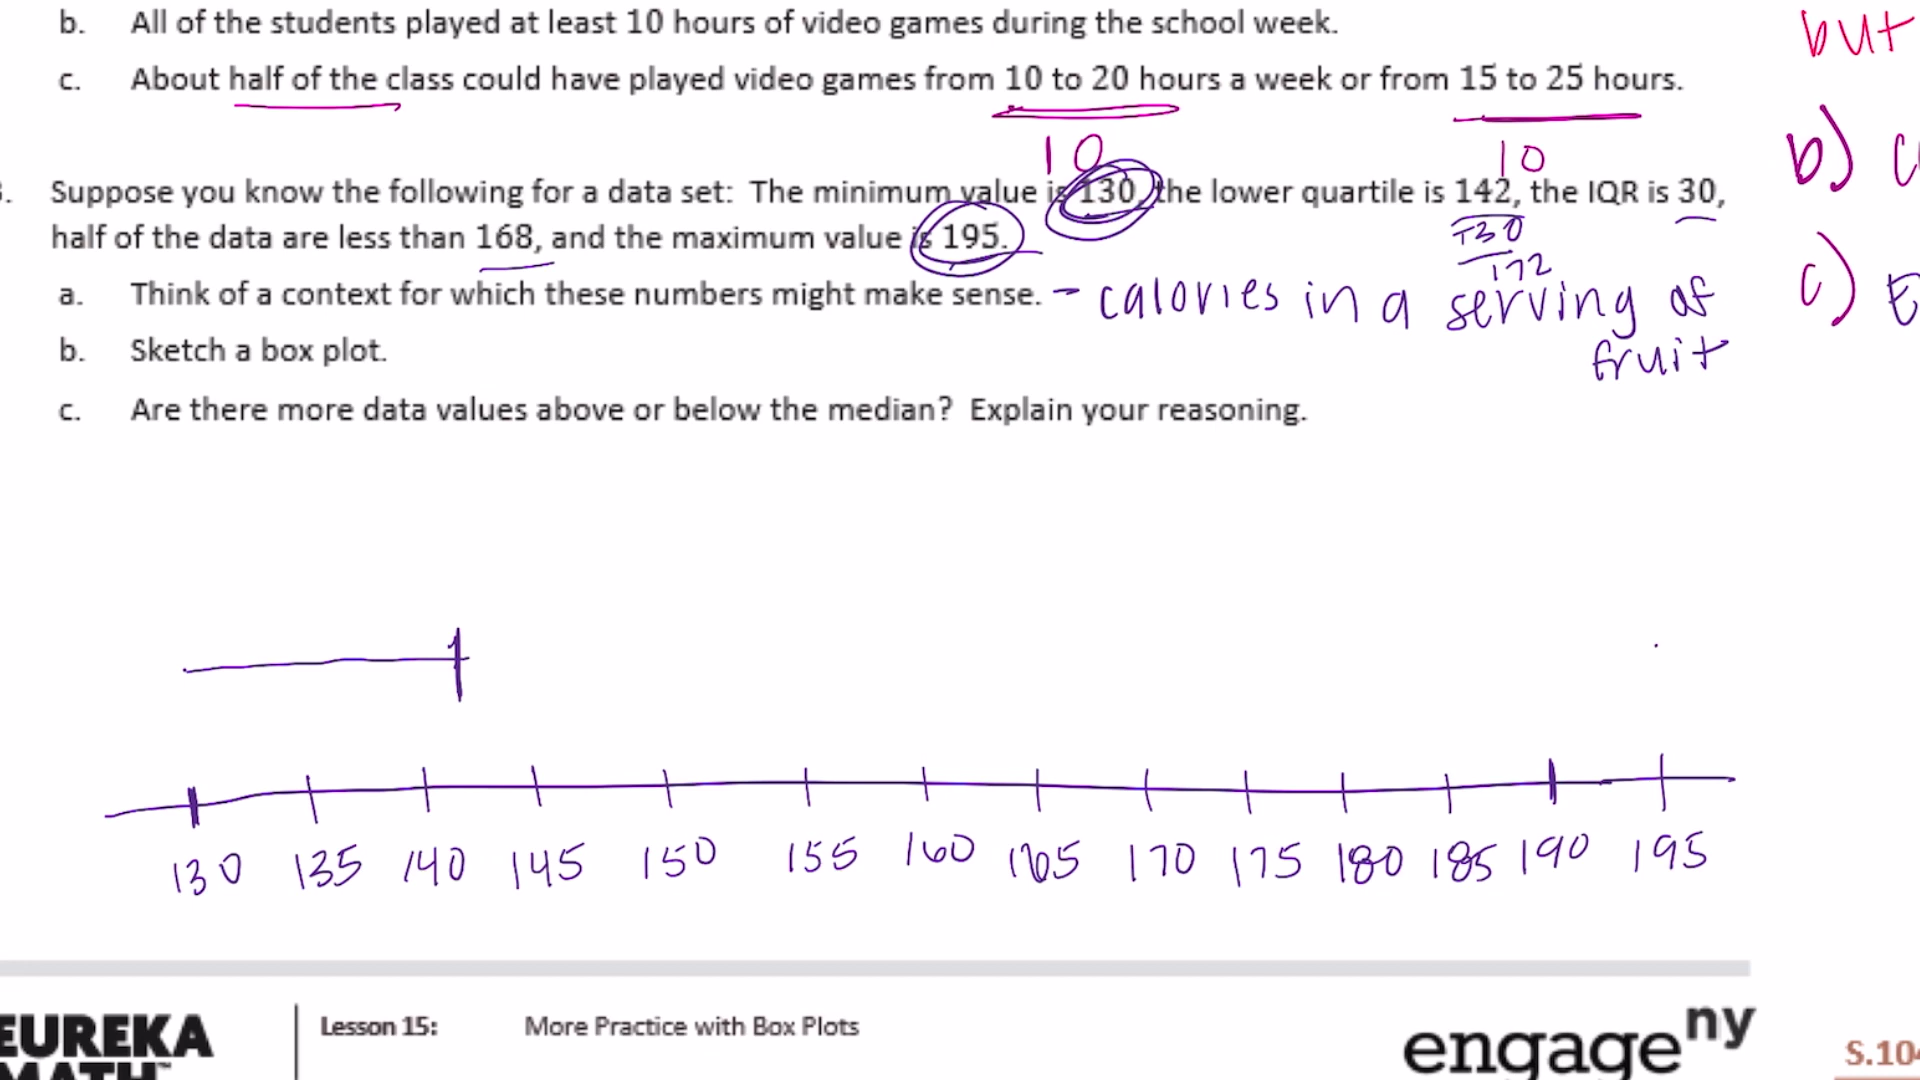 b. All of the students played at least 10 hours of video games during the school week.
but
c. About half of the class could have played video games from 10 to 20 hours a week or from 15 to 25 hours.
10
10
b)
Suppose you know the following for a data set: The minimum value is 130, the lower quartile is 142, the IQR is 30,
half of the data are less than 168, and the maximum value is 195.
+30
172
a. Think of a context for which these numbers might make sense. - calories in a serving of
fruit
c) E
b. Sketch a box plot.
c. Are there more data values above or below the median? Explain your reasoning.
130 135 140 145 150 155 160 165 170 175 180 185 190 195
EUREKA
MATH™
Lesson 15: More Practice with Box Plots
engage ny
S.104